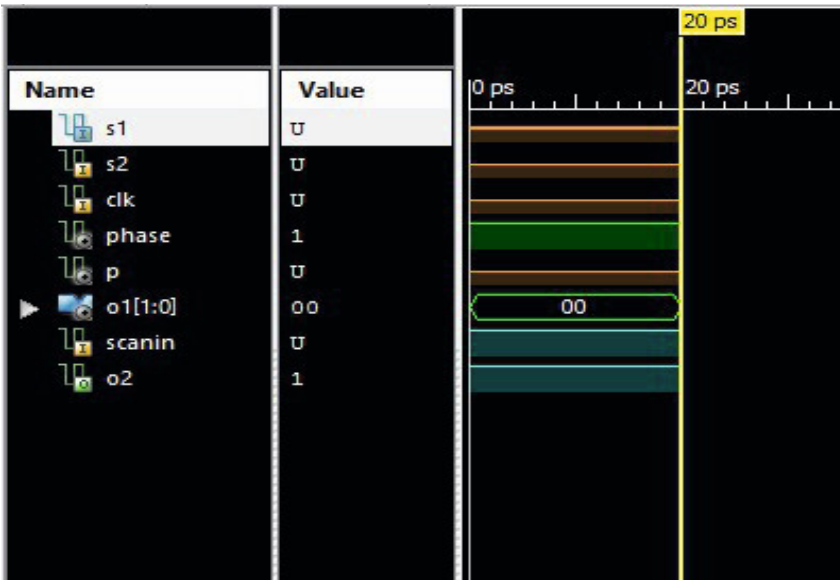 20 ps
Name Value 0 ps 20 ps
s1 U
s2 U
clk U
phase 1
p U
o1[1:0] 00 00
scanin U
o2 1